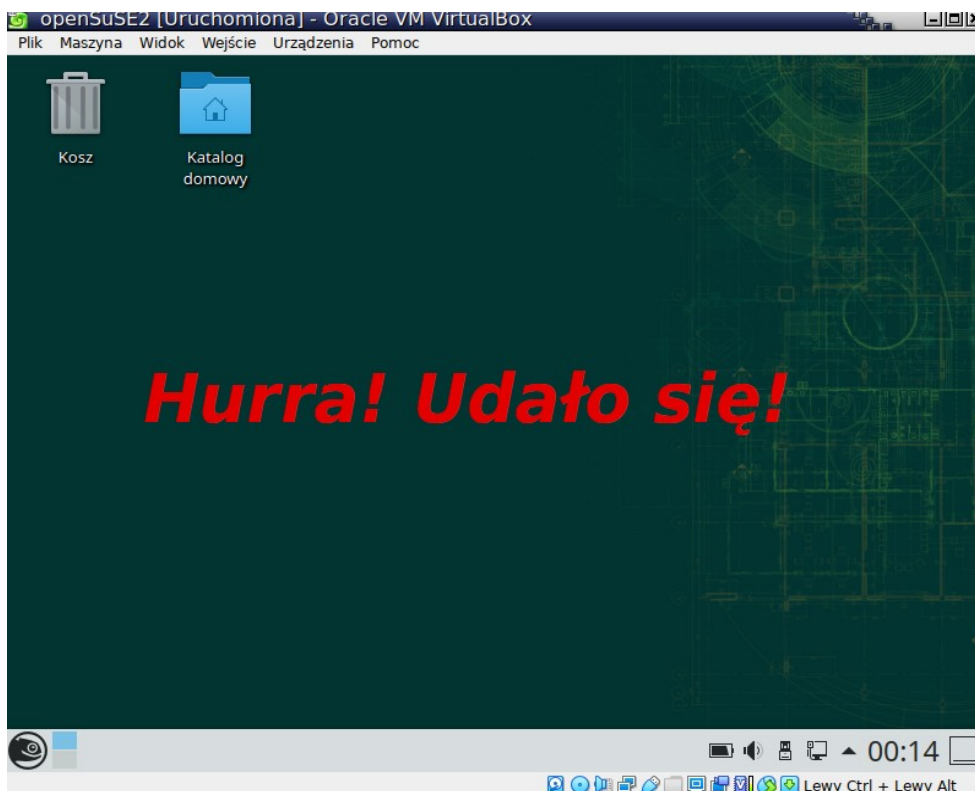 openSuSE2 [Uruchomiona] - Oracle VM VirtualBox
Plik Maszyna Widok Wejście Urządzenia Pomoc
Kosz
Katalog
domowy
Hurra! Udało się!
00:14
Lewy Ctrl + Lewy Alt